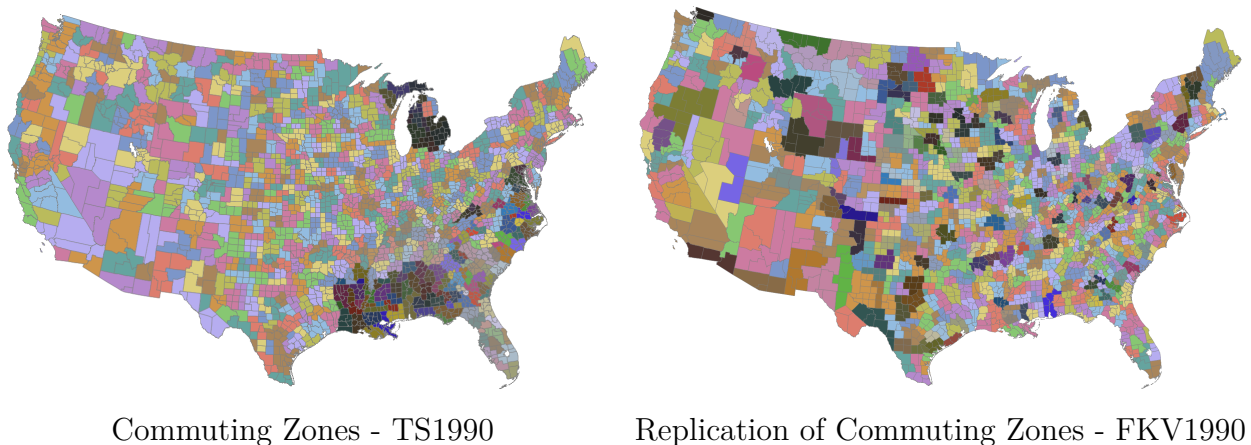 Commuting Zones - TS1990
Replication of Commuting Zones - FKV1990